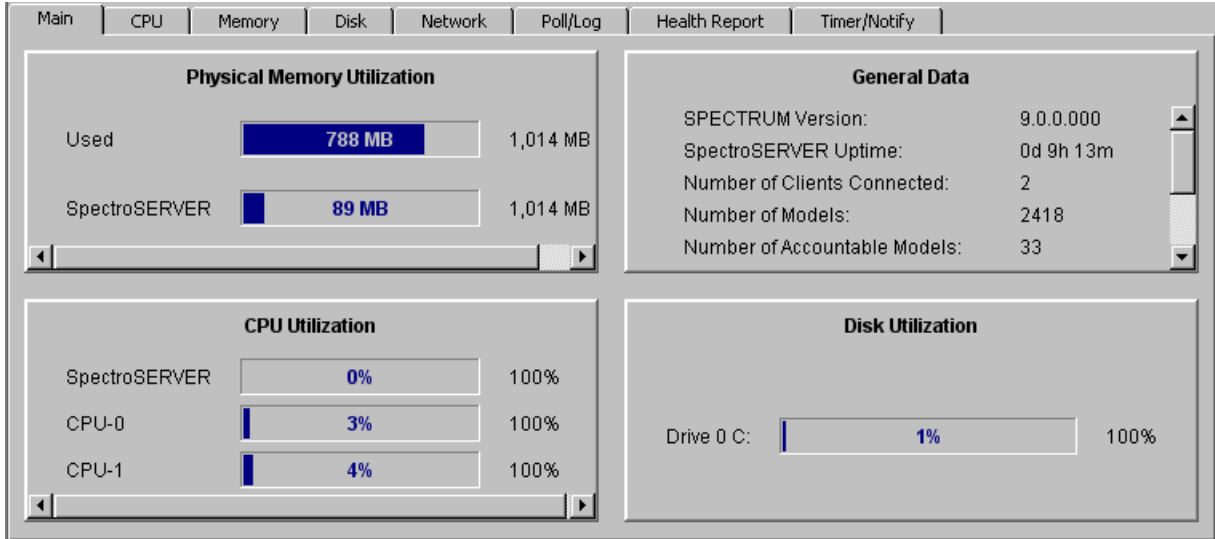 Main CPU Memory Disk Network Poll/Log Health Report Timer/Notify
Physical Memory Utilization
Used 788 MB 1,014 MB
SpectroSERVER 89 MB 1,014 MB
General Data
SPECTRUM Version: 9.0.0.000
SpectroSERVER Uptime: 0d 9h 13m
Number of Clients Connected: 2
Number of Models: 2418
Number of Accountable Models: 33
CPU Utilization
SpectroSERVER 0% 100%
CPU-0 3% 100%
CPU-1 4% 100%
Disk Utilization
Drive 0 C: 1% 100%